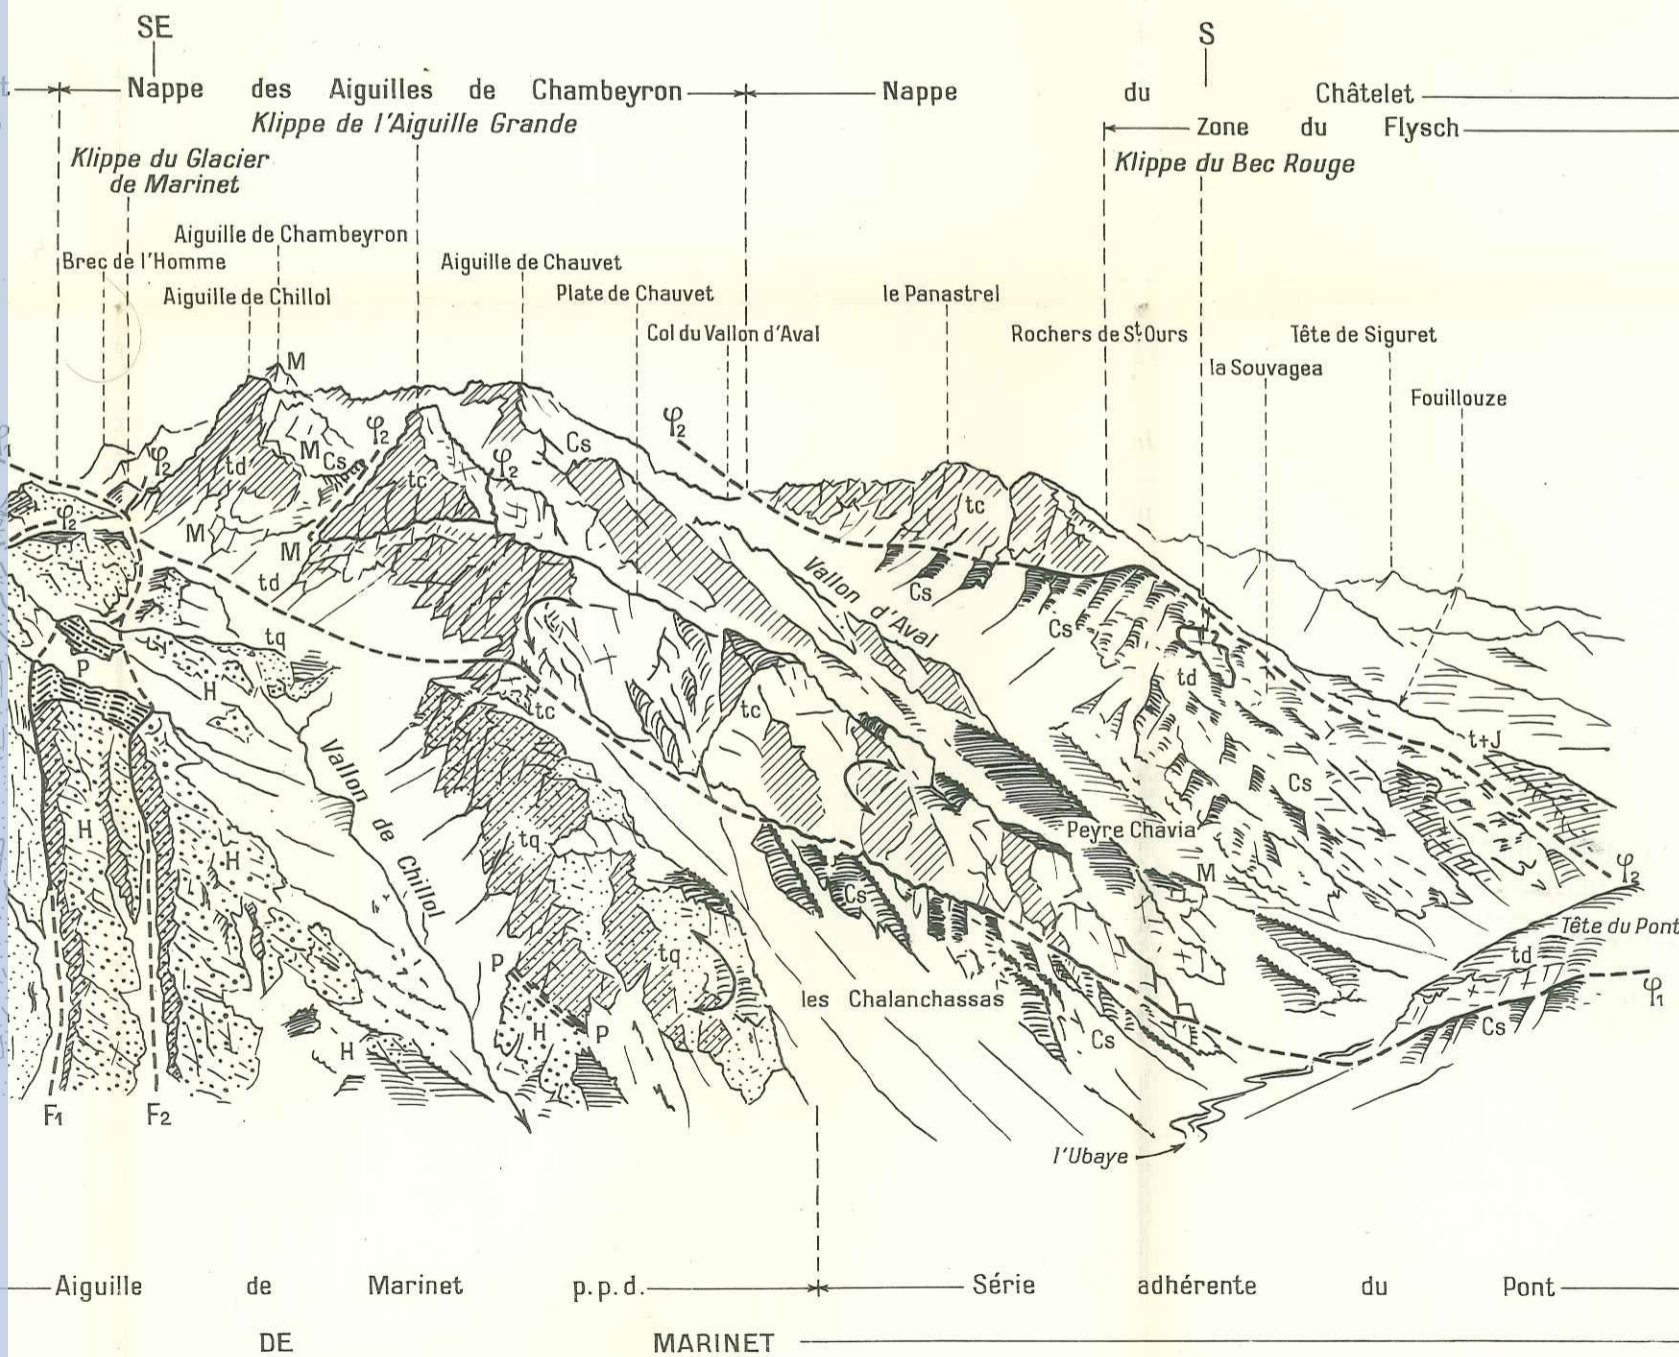 SE
S
Nappe des Aiguilles de Chambeyron
Nappe du Châtelet
Klippe de l'Aiguille Grande
Zone du Flysch
Klippe du Glacier
de Marinet
Klippe du Bec Rouge
Aiguille de Chambeyron
Brec de l'Homme
Aiguille de Chauvet
Aiguille de Chillol
Plate de Chauvet
le Panastrel
Col du Vallon d'Aval
Rochers de St Ours
Tête de Siguret
la Souvagea
Fouillouze
M
φ2
φ2
Cs
φ2
M
Cs
td
φ2
tc
tc
φ2
M
M
td
Cs
Vallon d'Aval
Cs
tq
P
H
td
tc
tc
t+J
Vallon de Chillol
Cs
H
tq
Peyre Chavia
H
M
φ2
Cs
Tête du Pont
P
tq
td
les Chalanchassas
φ1
H
P
Cs
Cs
H
F1
F2
l'Ubaye
Aiguille de Marinet p.p.d.
Série adhérente du Pont
DE MARINET